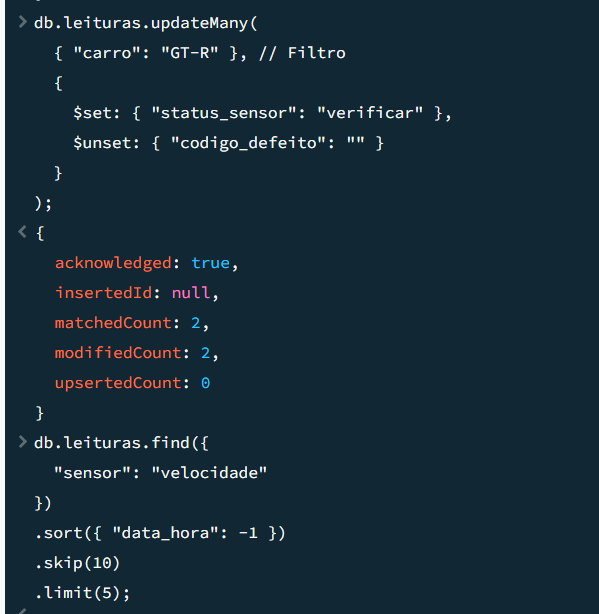 > db.leituras.updateMany(
{ "carro": "GT-R" }, // Filtro
{
$set: { "status_sensor": "verificar" },
$unset: { "codigo_defeito": "" }
}
);
< {
acknowledged: true,
insertedId: null,
matchedCount: 2,
modifiedCount: 2,
upsertedCount: 0
}
> db.leituras.find({
"sensor": "velocidade"
})
.sort({ "data_hora": -1 })
.skip(10)
.limit(5);